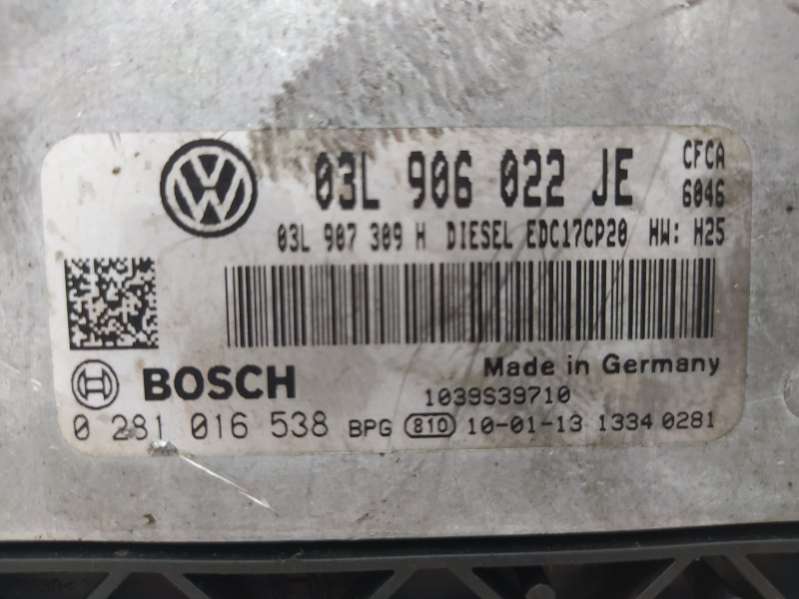 03L 906 022 JE CFCA
6046
03L 907 309 H DIESEL EDC17CP20 HW: H25
BOSCH Made in Germany
1039S39710
0 281 016 538 BPG 810 10-01-13 1334 0281